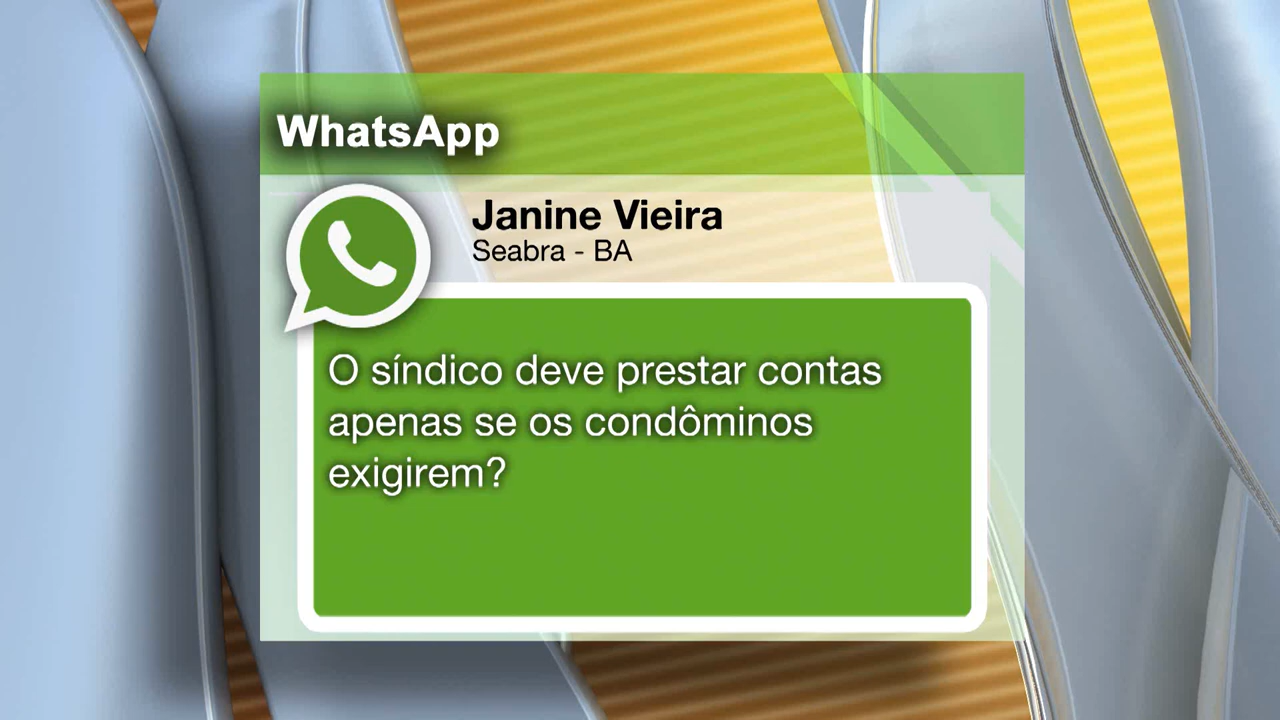 WhatsApp
Janine Vieira
Seabra - BA
O síndico deve prestar contas
apenas se os condôminos
exigirem?